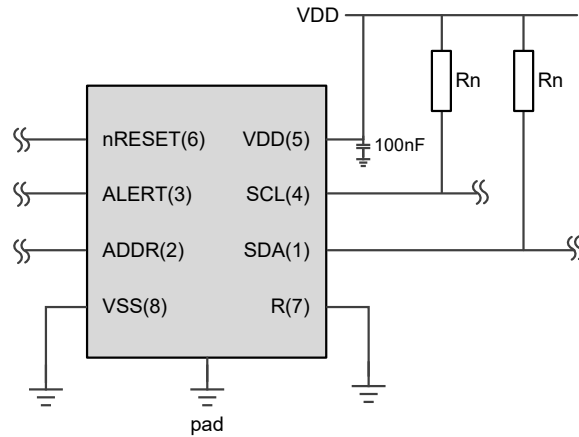 VDD
Rn Rn
nRESET(6) VDD(5) 100nF
ALERT(3) SCL(4)
ADDR(2) SDA(1)
VSS(8) R(7)
pad